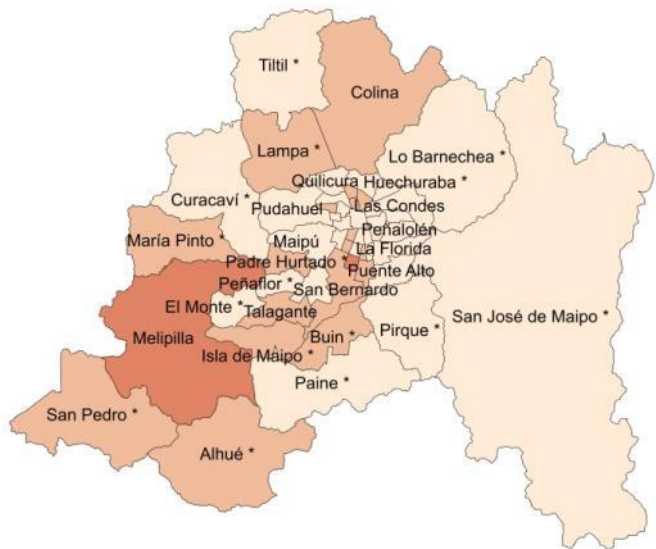 Tiltil *
Colina
Lampa *
Lo Barnechea *
Quilicura Huechuraba *
Curacaví *
Pudahuel
Las Condes
María Pinto *
Maipú
Peñalolén
La Florida
Padre Hurtado *
Puente Alto
Peñaflor *
San Bernardo
El Monte *
Talagante
San José de Maipo *
Melipilla
Buin *
Pirque *
Isla de Maipo *
Paine *
San Pedro *
Alhué *